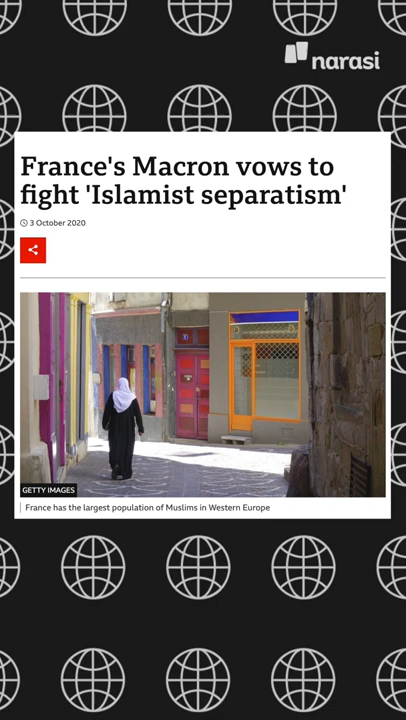 narasi
France's Macron vows to
fight 'Islamist separatism'
3 October 2020
GETTY IMAGES
France has the largest population of Muslims in Western Europe